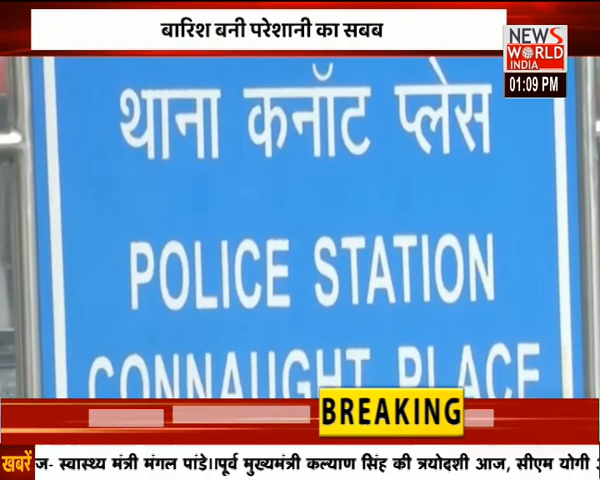 बारिश बनी परेशानी का सबब
NEWS
WORLD
INDIA
01:09 PM
थाना कनॉट प्लेस
POLICE STATION
CONNAUGHT PLACE
BREAKING
खबरें
ज- स्वास्थ्य मंत्री मंगल पांडे।।पूर्व मुख्यमंत्री कल्याण सिंह की त्रयोदशी आज, सीएम योगी